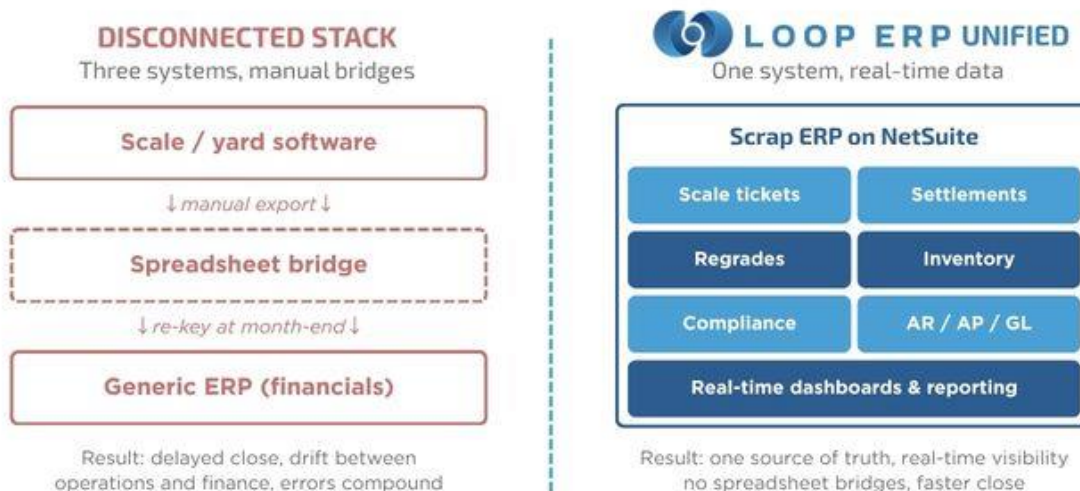 DISCONNECTED STACK
Three systems, manual bridges
Scale / yard software
↓ manual export ↓
Spreadsheet bridge
↓ re-key at month-end ↓
Generic ERP (financials)
Result: delayed close, drift between
operations and finance, errors compound
LOOP ERP UNIFIED
One system, real-time data
Scrap ERP on NetSuite
Scale tickets
Settlements
Regrades
Inventory
Compliance
AR / AP / GL
Real-time dashboards & reporting
Result: one source of truth, real-time visibility
no spreadsheet bridges, faster close